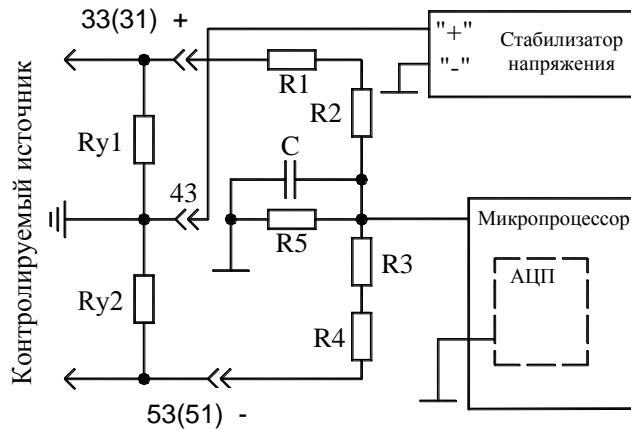 33(31) +
"+"
Стабилизатор
напряжения
"-"
R1
R2
Ry1
C
43
Контролируемый источник
R5
Микропроцессор
R3
АЦП
Ry2
R4
53(51) -